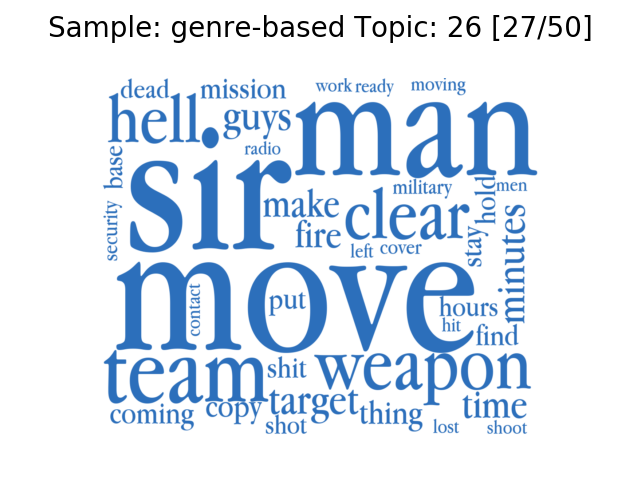 Sample: genre-based Topic: 26 [27/50]
dead mission work ready moving
hell guys man
base radio
sir military men
security make clear hold
fire left cover stay minutes
move
contact put hours
hit find
team shit weapon
coming copy target thing time
shot lost shoot